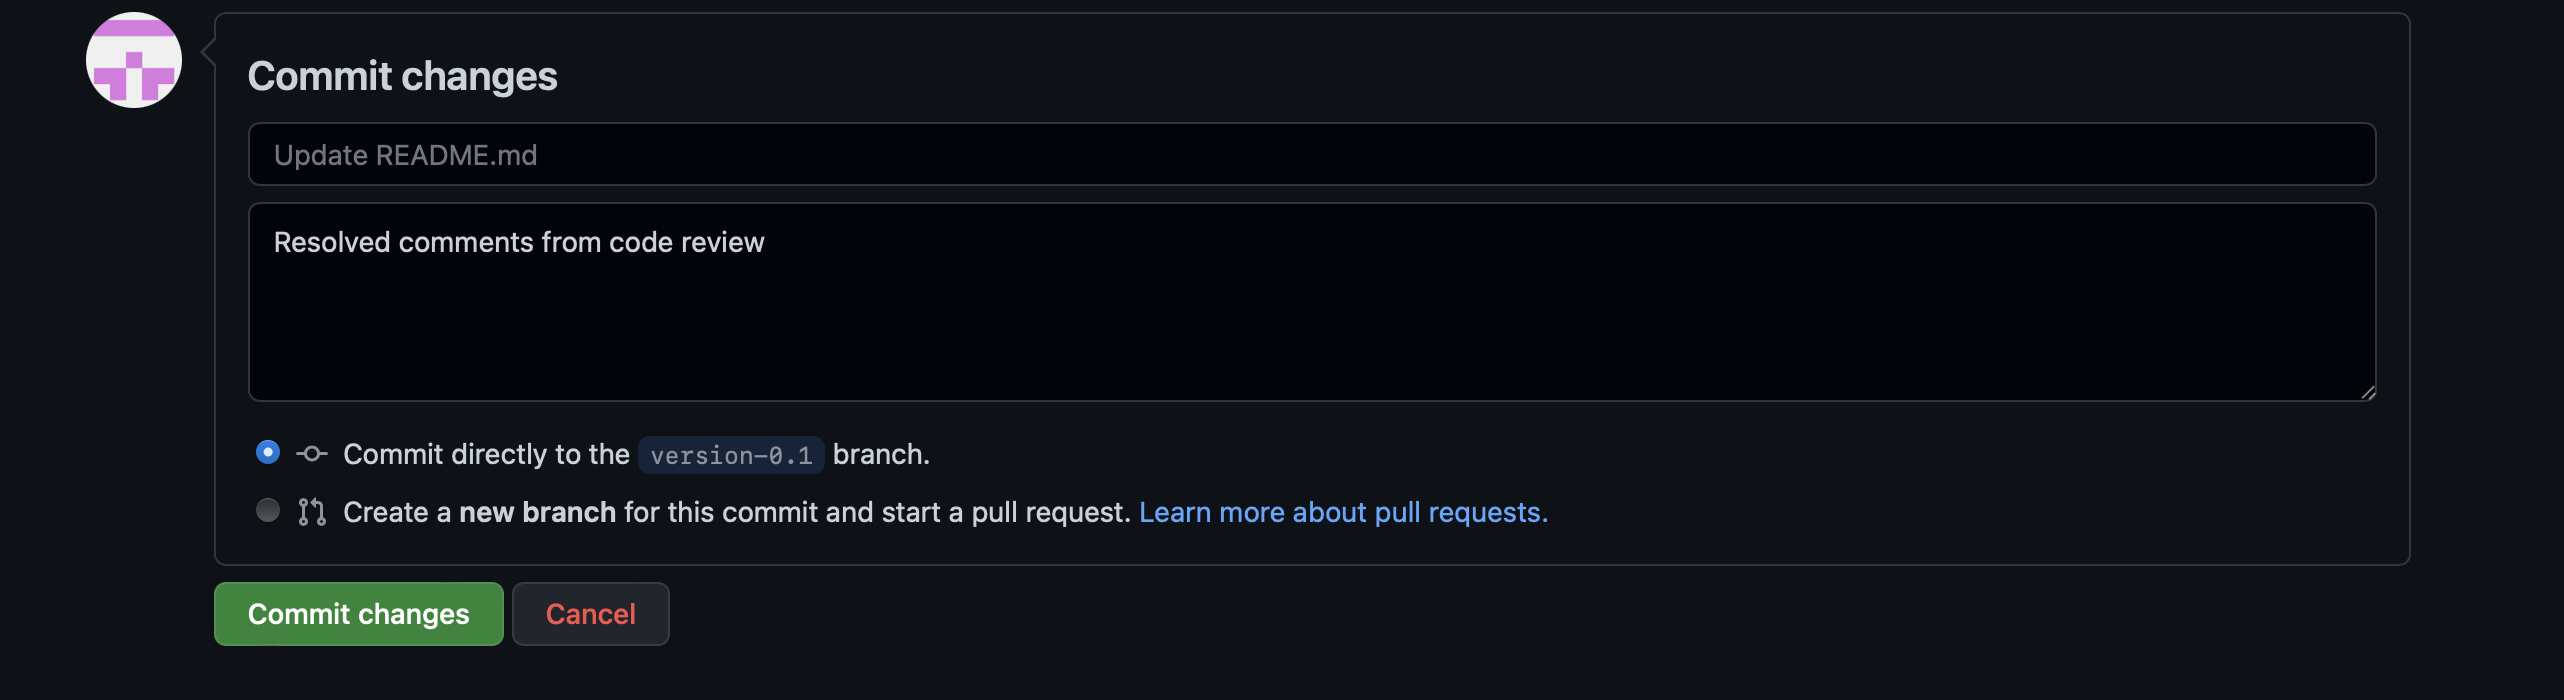 Commit changes
Update README.md
Resolved comments from code review
Commit directly to the version-0.1 branch.
Create a new branch for this commit and start a pull request. Learn more about pull requests.
Commit changes Cancel